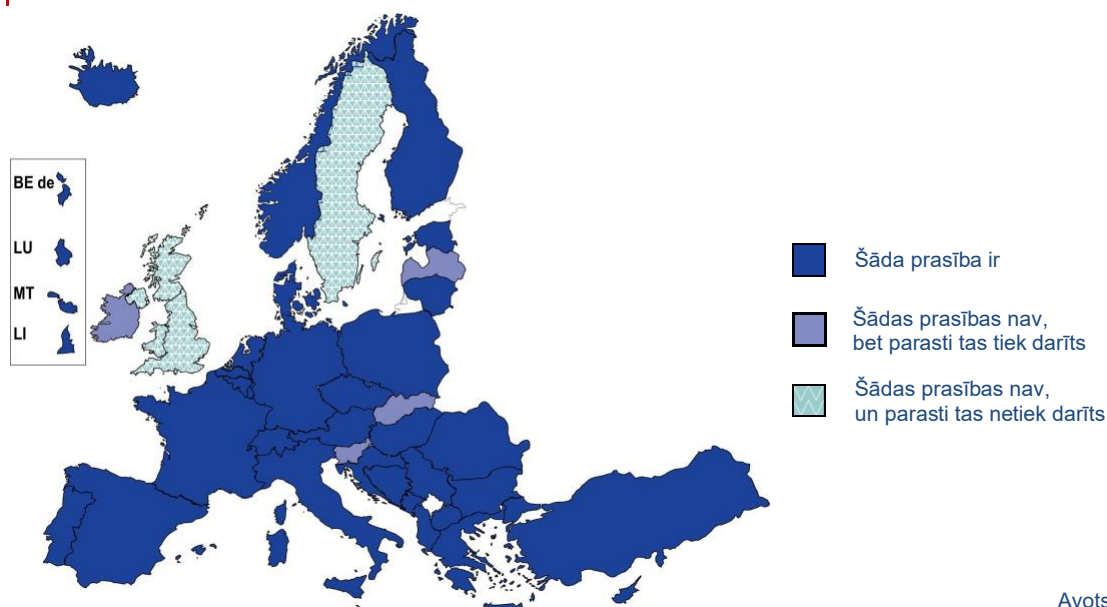 BE de
LU
MT
LI
Šāda prasība ir
Šādas prasības nav,
bet parasti tas tiek darīts
Šādas prasības nav,
un parasti tas netiek darīts
Avots